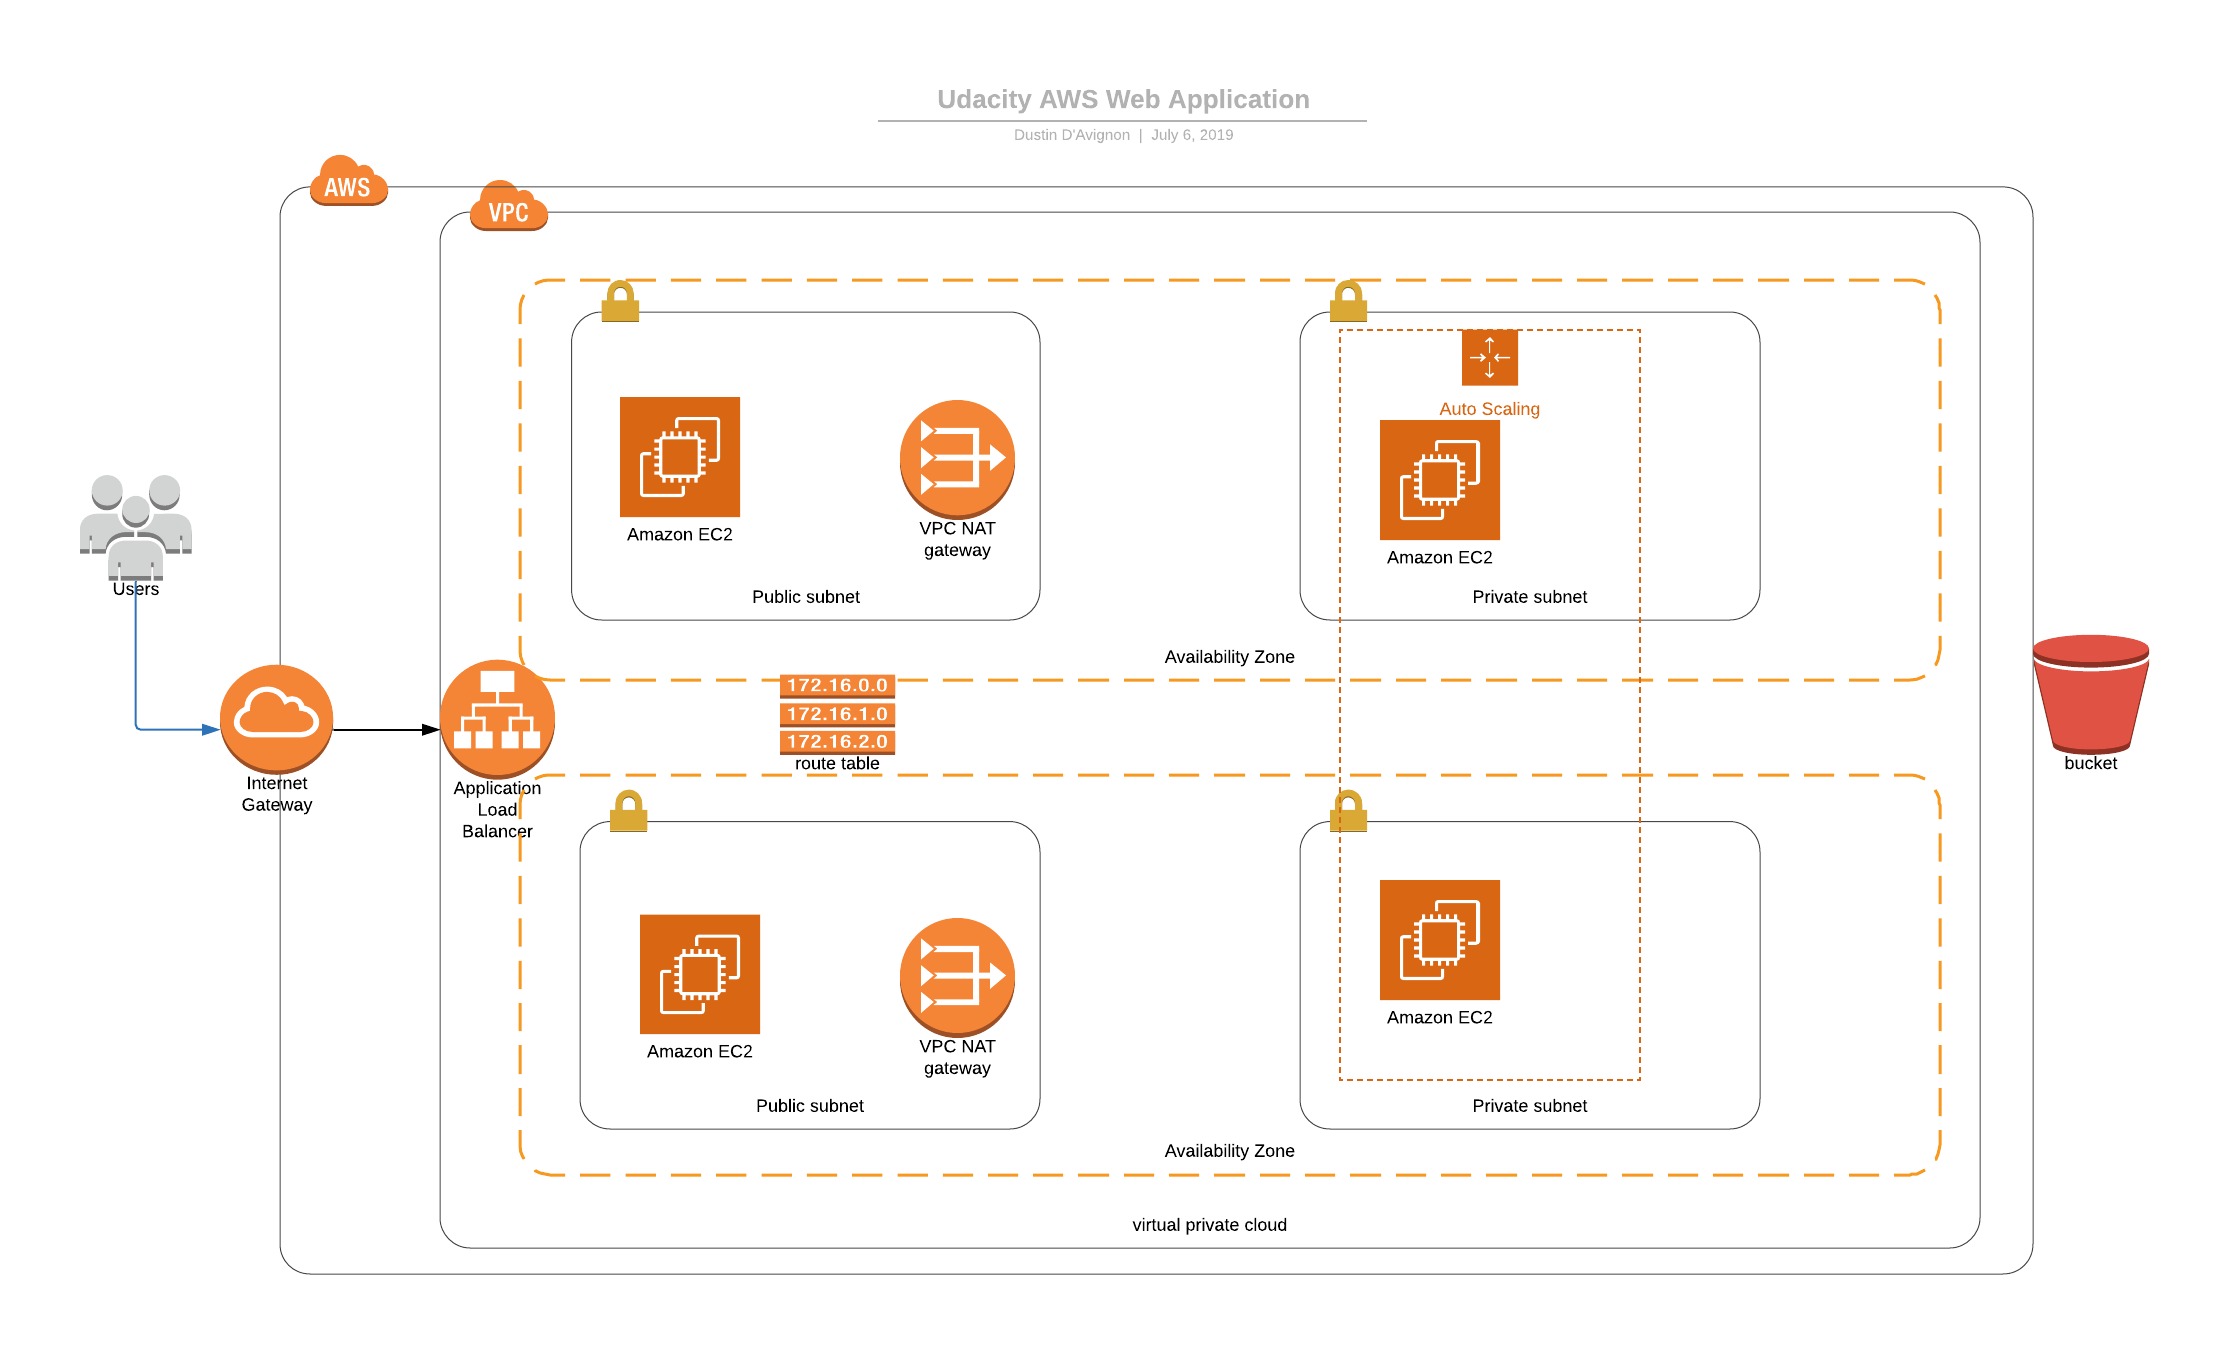 Udacity AWS Web Application
Dustin D'Avignon | July 6, 2019
AWS
VPC
Auto Scaling
Amazon EC2
VPC NAT
gateway
Amazon EC2
Public subnet
Private subnet
Users
Availability Zone
172.16.0.0
172.16.1.0
172.16.2.0
route table
bucket
Internet
Gateway
Application
Load
Balancer
Amazon EC2
VPC NAT
gateway
Amazon EC2
Public subnet
Private subnet
Availability Zone
virtual private cloud